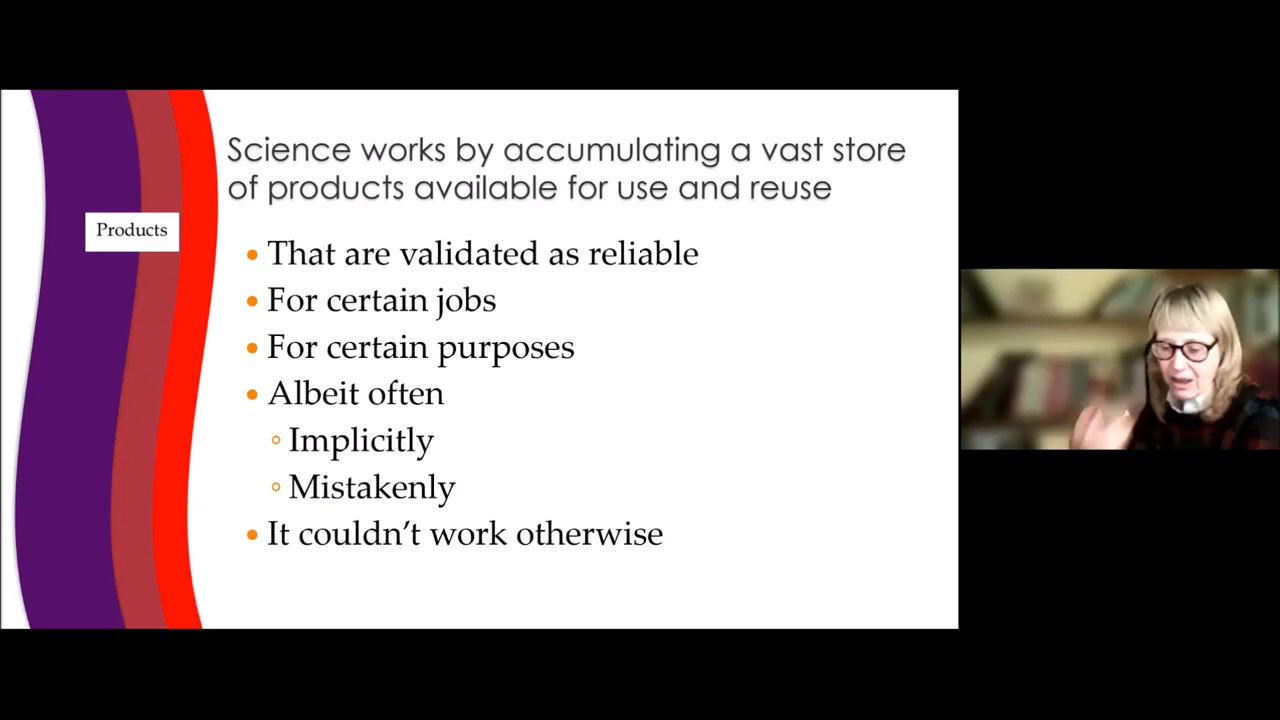 Science works by accumulating a vast store
of products available for use and reuse
Products
That are validated as reliable
For certain jobs
For certain purposes
Albeit often
Implicitly
Mistakenly
It couldn’t work otherwise